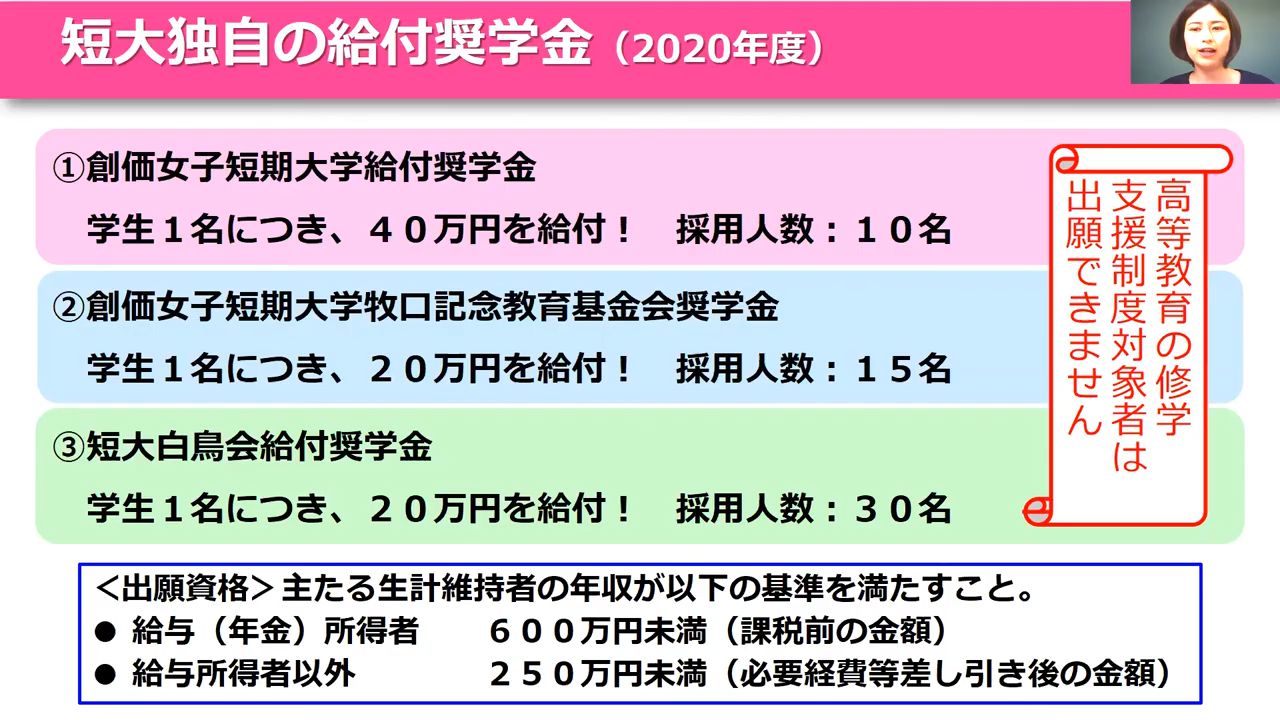 短大独自の給付奨学金（2020年度）
①創価女子短期大学給付奨学金
学生１名につき、４０万円を給付！　採用人数：１０名
②創価女子短期大学牧口記念教育基金会奨学金
学生１名につき、２０万円を給付！　採用人数：１５名
③短大白鳥会給付奨学金
学生１名につき、２０万円を給付！　採用人数：３０名
高等教育の修学
支援制度対象者は
出願できません
＜出願資格＞主たる生計維持者の年収が以下の基準を満たすこと。
● 給与（年金）所得者　　６００万円未満（課税前の金額）
● 給与所得者以外　　　　２５０万円未満（必要経費等差し引き後の金額）